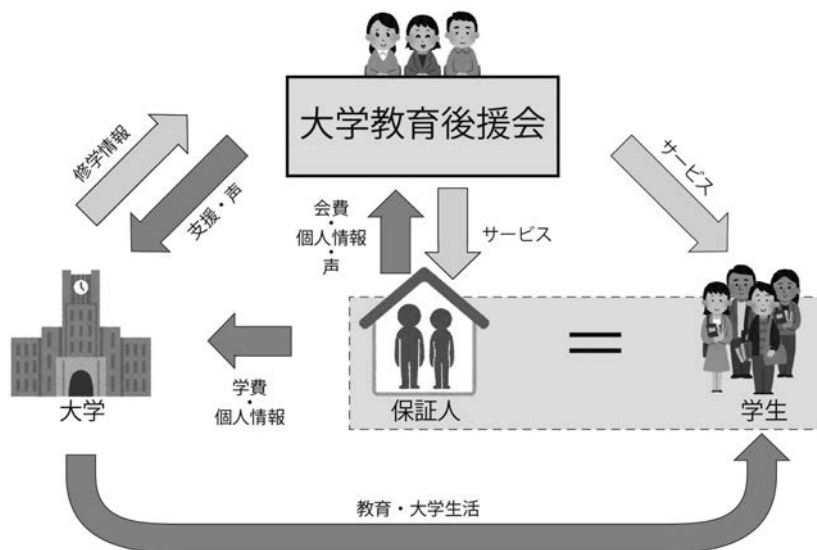 大学教育後援会
修学情報
支援・声
会費
・
個人情報
・
声
サービス
サービス
大学
学費
・
個人情報
保証人
=
学生
教育・大学生活